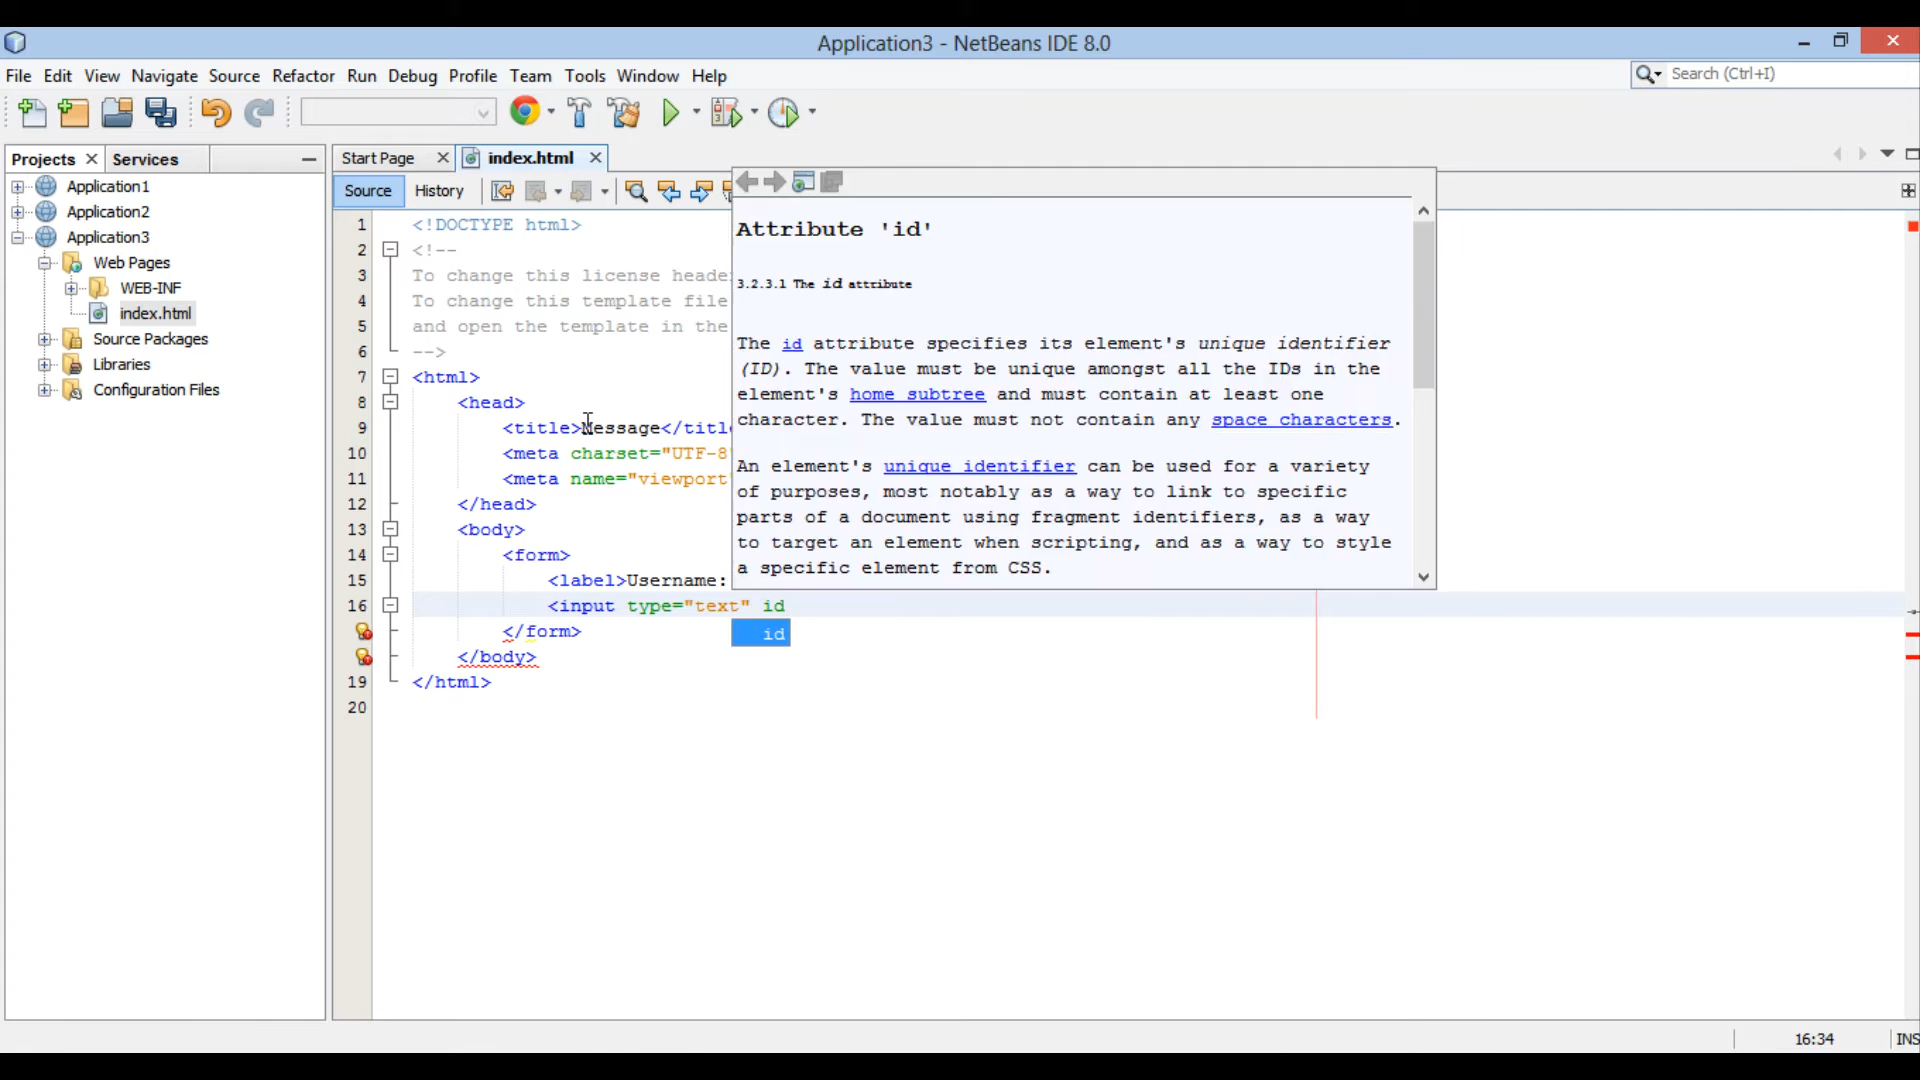 Application3 - NetBeans IDE 8.0
File Edit View Navigate Source Refactor Run Debug Profile Team Tools Window Help
Search (Ctrl+I)
Projects
Services
Start Page
index.html
Application1
Application2
Application3
Web Pages
WEB-INF
index.html
Source Packages
Libraries
Configuration Files
Source
History
1 <!DOCTYPE html>
2 <!--
3 To change this license heade
4 To change this template file
5 and open the template in the
6 -->
7 <html>
8 <head>
9 <title>Message</titl
10 <meta charset="UTF-8
11 <meta name="viewport
12 </head>
13 <body>
14 <form>
15 <label>Username:
16 <input type="text" id
</form>
</body>
19 </html>
20
id
Attribute 'id'
3.2.3.1 The id attribute
The id attribute specifies its element's unique identifier
(ID). The value must be unique amongst all the IDs in the
element's home subtree and must contain at least one
character. The value must not contain any space characters.
An element's unique identifier can be used for a variety
of purposes, most notably as a way to link to specific
parts of a document using fragment identifiers, as a way
to target an element when scripting, and as a way to style
a specific element from CSS.
16:34
INS